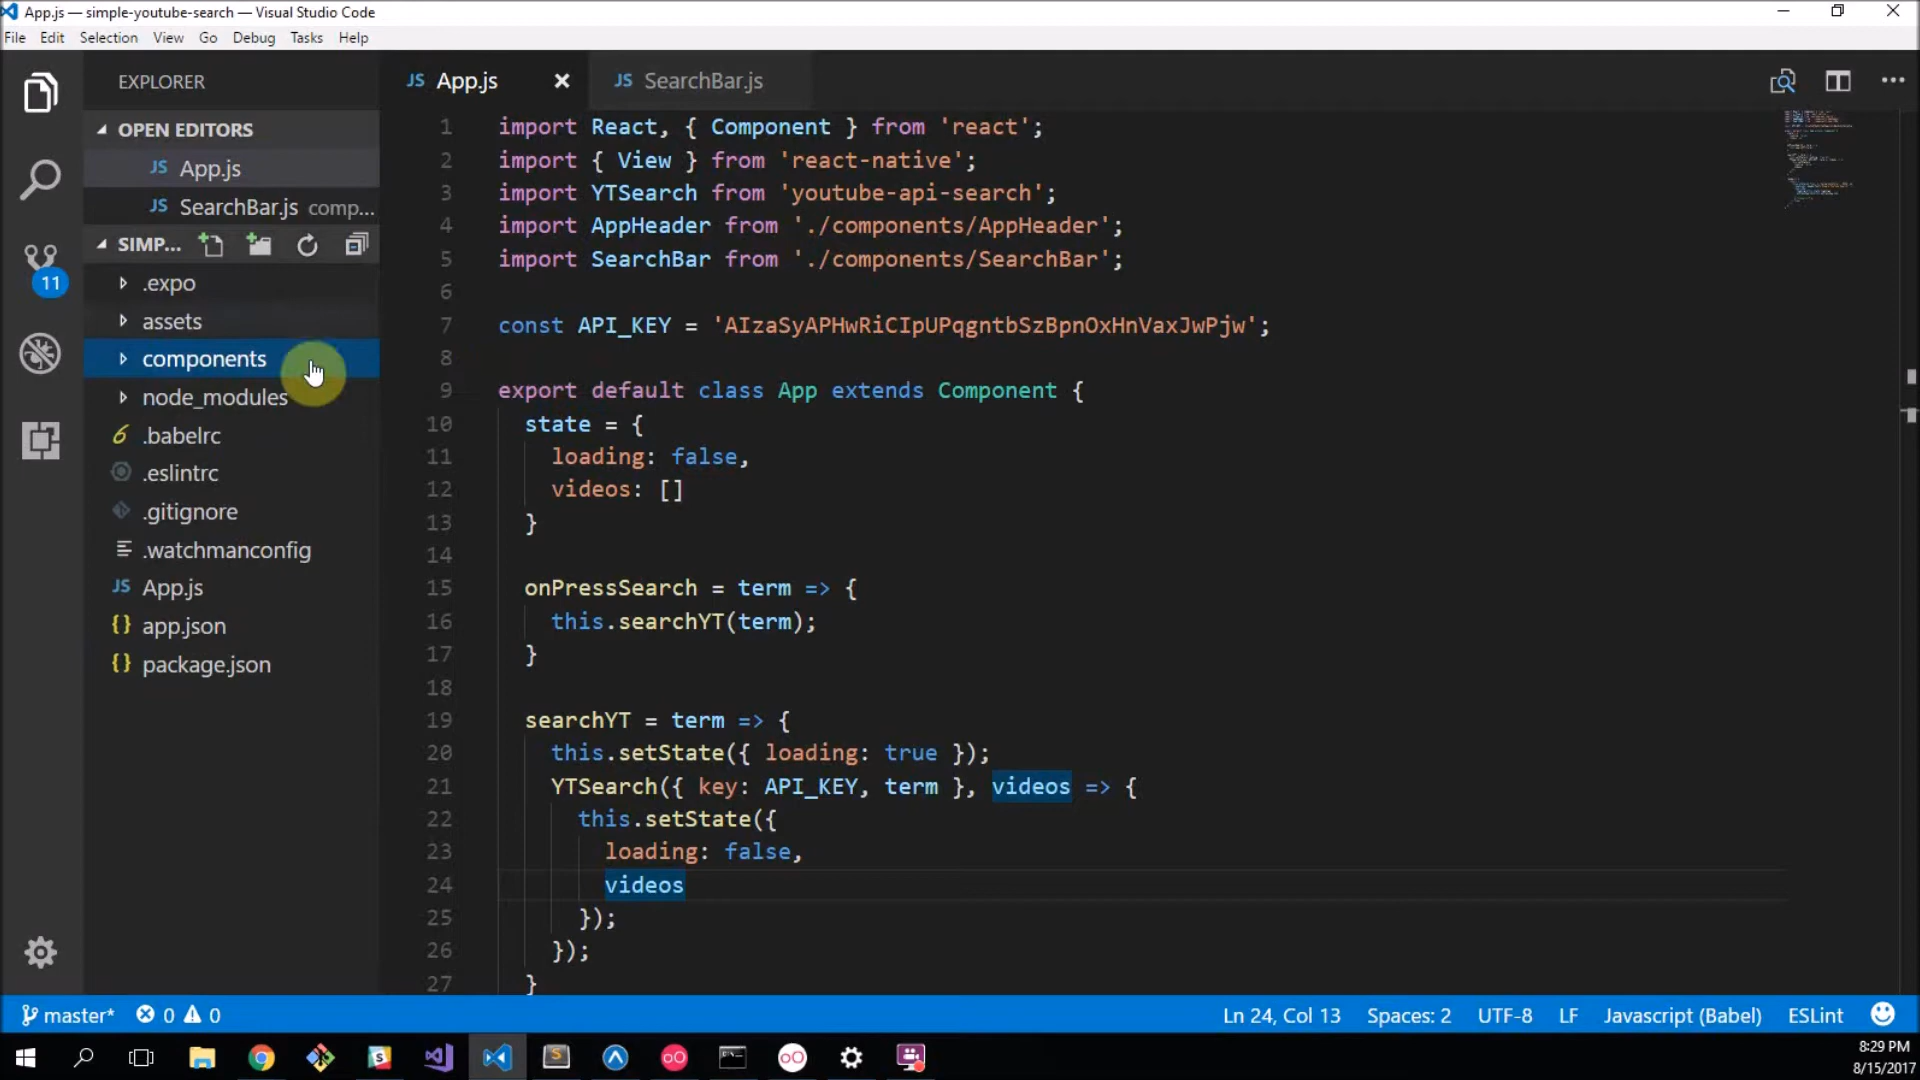 App.js — simple-youtube-search — Visual Studio Code
File Edit Selection View Go Debug Tasks Help
EXPLORER
OPEN EDITORS
JS App.js
JS SearchBar.js comp...
SIMP...
.expo
assets
components
node_modules
.babelrc
.eslintrc
.gitignore
.watchmanconfig
JS App.js
{} app.json
{} package.json
11
JS App.js
JS SearchBar.js
1 import React, { Component } from 'react';
2 import { View } from 'react-native';
3 import YTSearch from 'youtube-api-search';
4 import AppHeader from './components/AppHeader';
5 import SearchBar from './components/SearchBar';
6
7 const API_KEY = 'AIzaSyAPHwRiCIpUPqgntbSzBpnOxHnVaxJwPjw';
8
9 export default class App extends Component {
10 state = {
11 loading: false,
12 videos: []
13 }
14
15 onPressSearch = term => {
16 this.searchYT(term);
17 }
18
19 searchYT = term => {
20 this.setState({ loading: true });
21 YTSearch({ key: API_KEY, term }, videos => {
22 this.setState({
23 loading: false,
24 videos
25 });
26 });
27 }
master* 0 0 Ln 24, Col 13 Spaces: 2 UTF-8 LF Javascript (Babel) ESLint
8:29 PM
8/15/2017